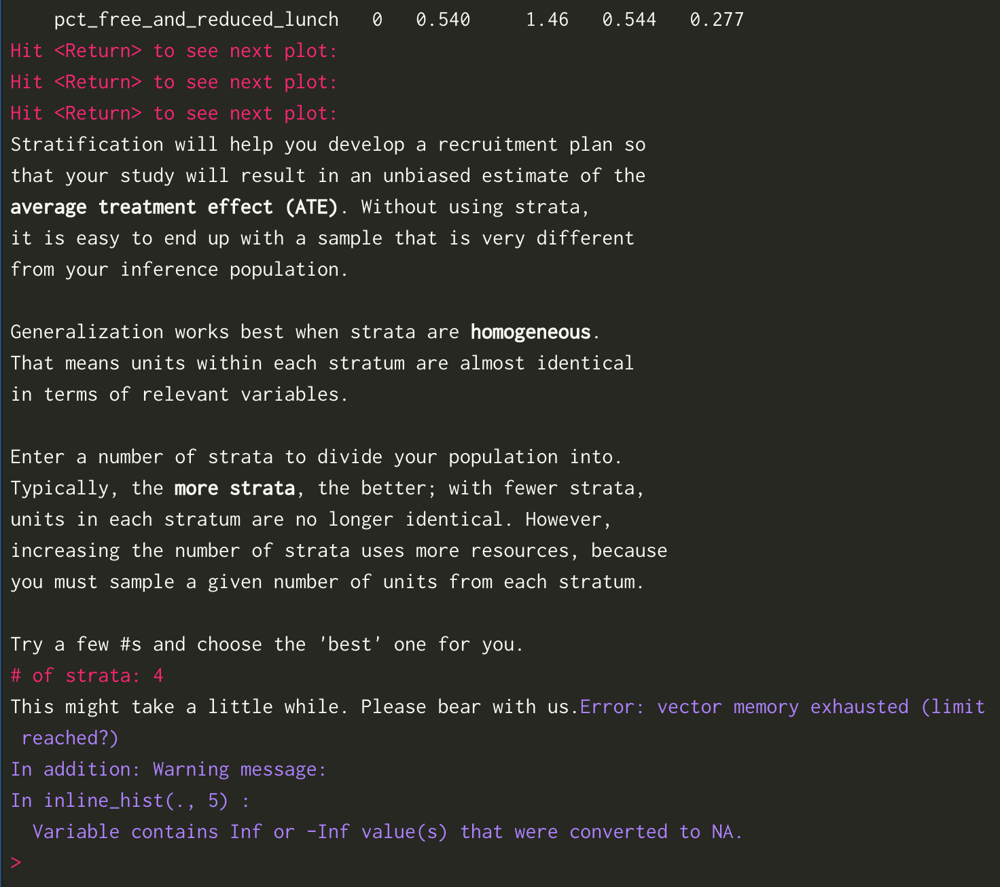 pct_free_and_reduced_lunch 0 0.540 1.46 0.544 0.277
Hit <Return> to see next plot:
Hit <Return> to see next plot:
Hit <Return> to see next plot:
Stratification will help you develop a recruitment plan so
that your study will result in an unbiased estimate of the
average treatment effect (ATE). Without using strata,
it is easy to end up with a sample that is very different
from your inference population.
Generalization works best when strata are homogeneous.
That means units within each stratum are almost identical
in terms of relevant variables.
Enter a number of strata to divide your population into.
Typically, the more strata, the better; with fewer strata,
units in each stratum are no longer identical. However,
increasing the number of strata uses more resources, because
you must sample a given number of units from each stratum.
Try a few #s and choose the 'best' one for you.
# of strata: 4
This might take a little while. Please bear with us.Error: vector memory exhausted (limit
reached?)
In addition: Warning message:
In inline_hist(., 5) :
Variable contains Inf or -Inf value(s) that were converted to NA.
>